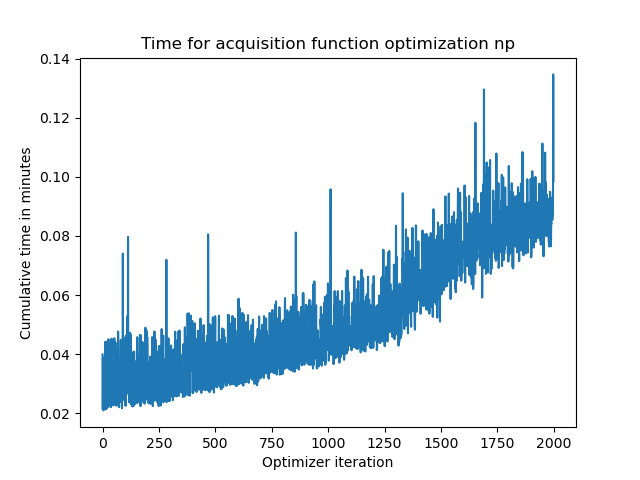 Time for acquisition function optimization np
Cumulative time in minutes
0.14
0.12
0.10
0.08
0.06
0.04
0.02
0 250 500 750 1000 1250 1500 1750 2000
Optimizer iteration